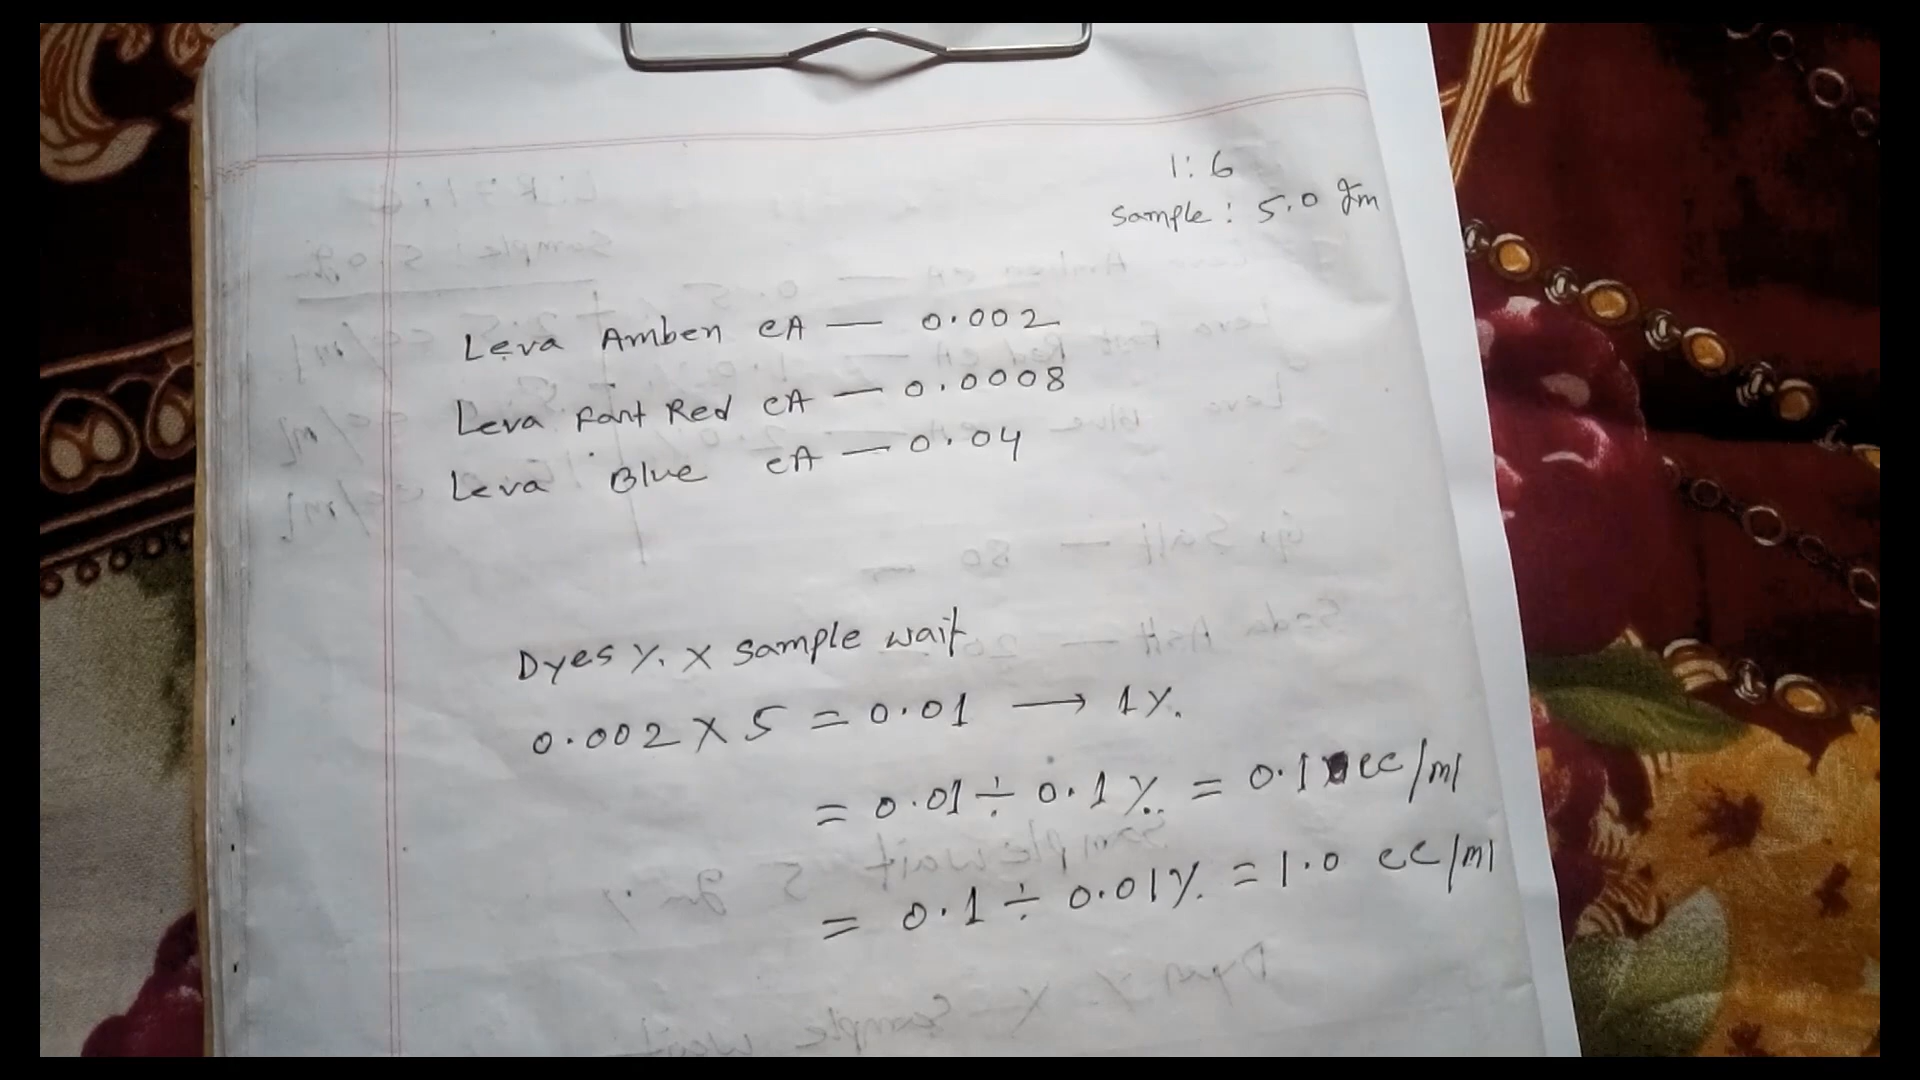 1:6
Sample: 5.0 gm
Leva Amben CA — 0.002
Leva Fant Red CA — 0.0008
Leva Blue CA — 0.04
Dyes % x sample wait
0.002 X 5 = 0.01 → 1%.
= 0.01 ÷ 0.1% = 0.1 cc/ml
= 0.1 ÷ 0.01% = 1.0 cc/ml